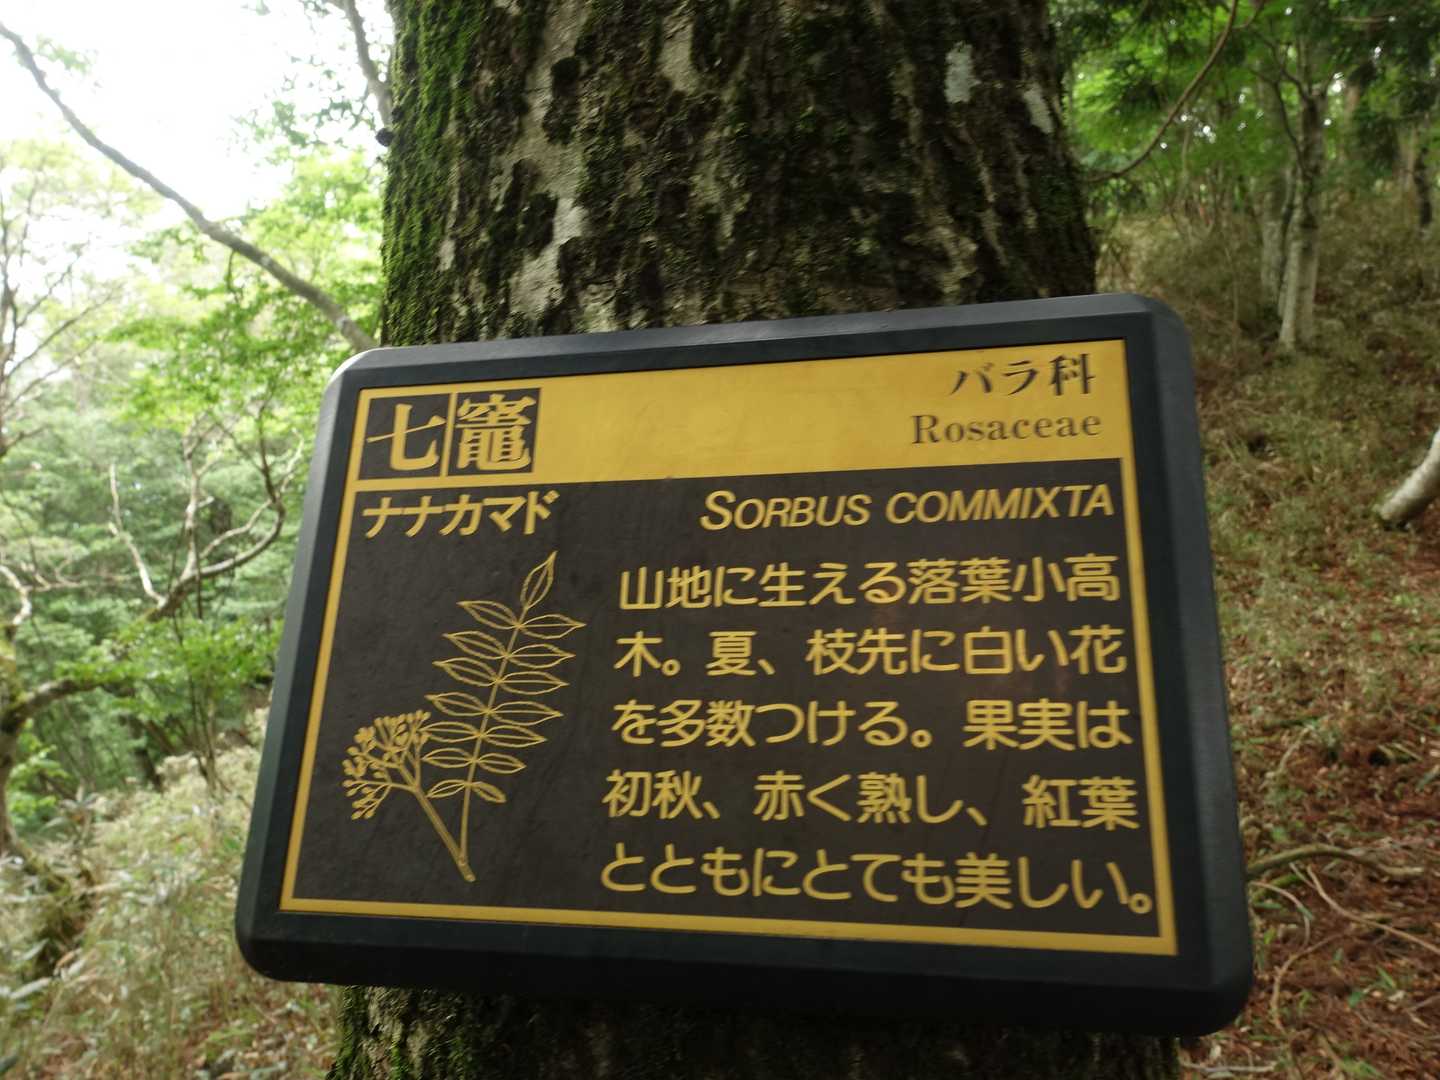 バラ科
七竈
Rosaceae
ナナカマド
SORBUS COMMIXTA
山地に生える落葉小高
木。夏、枝先に白い花
を多数つける。果実は
初秋、赤く熟し、紅葉
とともにとても美しい。